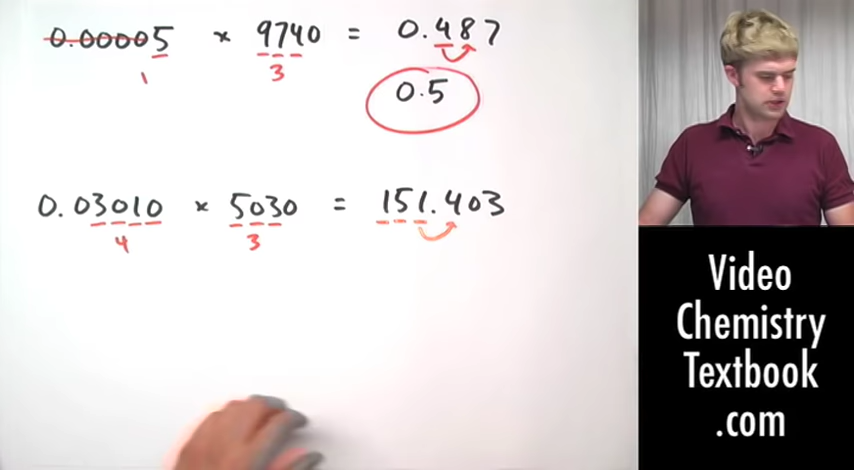 0.00005 × 9740 = 0.487
1 3
0.5
0.03010 × 5030 = 151.403
4 3
Video
Chemistry
Textbook
.com